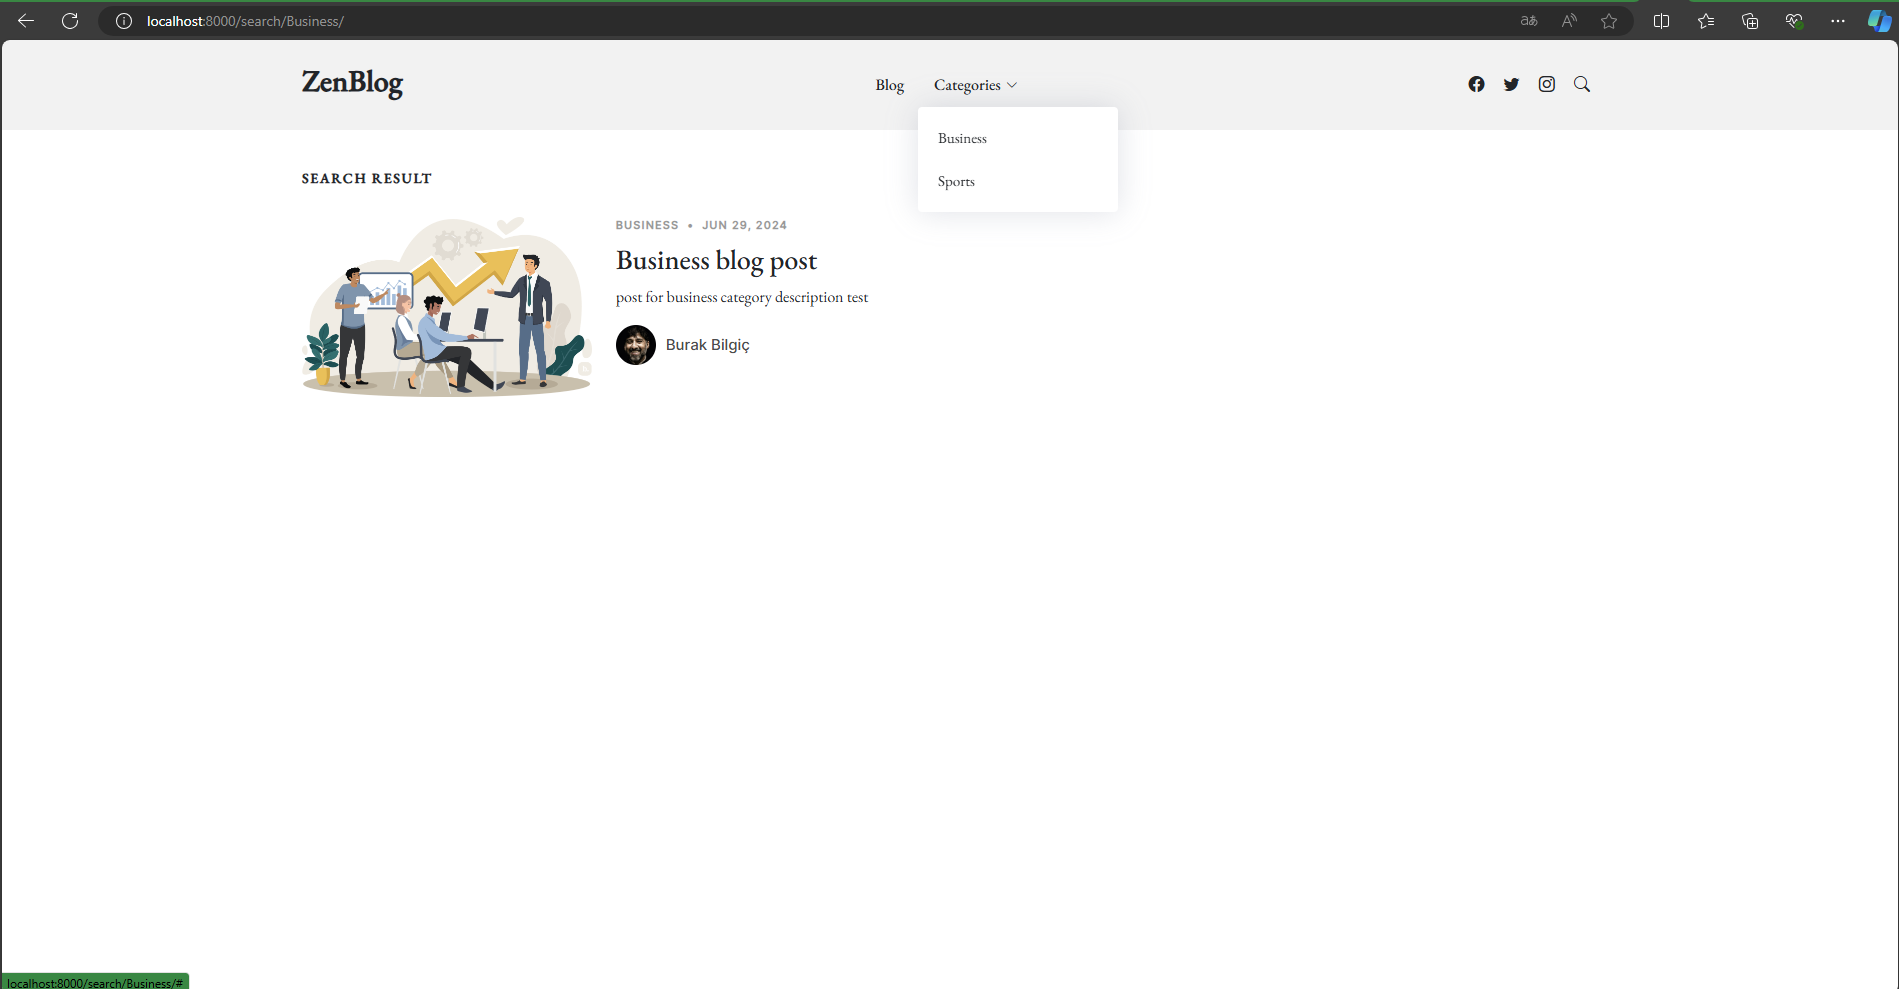 localhost:8000/search/Business/
ZenBlog
Blog
Categories
Business
Sports
SEARCH RESULT
BUSINESS • JUN 29, 2024
Business blog post
post for business category description test
Burak Bilgiç
localhost:8000/search/Business/#